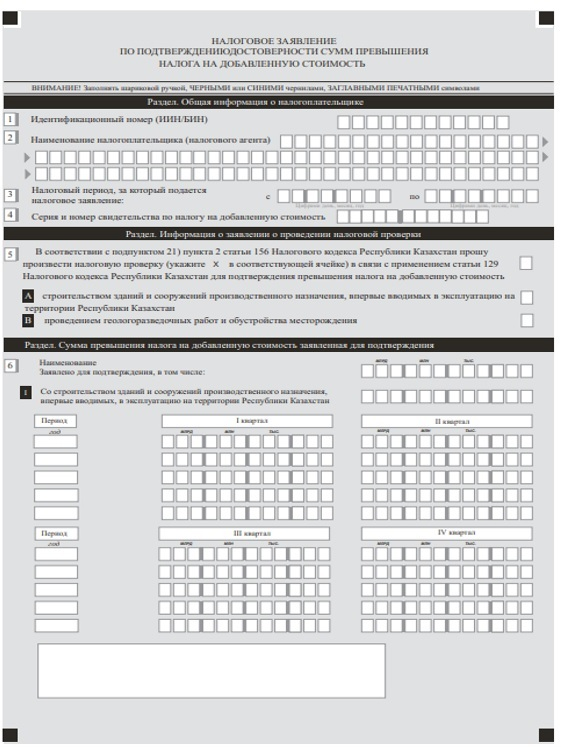 НАЛОГОВОЕ ЗАЯВЛЕНИЕ
ПО ПОДТВЕРЖДЕНИЮДОСТОВЕРНОСТИ СУММ ПРЕВЫШЕНИЯ
НАЛОГА НА ДОБАВЛЕННУЮ СТОИМОСТЬ
ВНИМАНИЕ! Заполнять шариковой ручкой, ЧЕРНЫМИ или СИНИМИ чернилами, ЗАГЛАВНЫМИ ПЕЧАТНЫМИ символами
Раздел. Общая информация о налогоплательщике
1 Идентификационный номер (ИИН/БИН)
2 Наименование налогоплательщика (налогового агента)
3 Налоговый период, за который подается
налоговое заявление: с по
Цифрами день, месяц, год Цифрами день, месяц, год
4 Серия и номер свидетельства по налогу на добавленную стоимость
Раздел. Информация о заявлении о проведении налоговой проверки
5 В соответствии с подпунктом 21) пункта 2 статьи 156 Налогового кодекса Республики Казахстан прошу
произвести налоговую проверку (укажите X в соответствующей ячейке) в связи с применением статьи 129
Налогового кодекса Республики Казахстан для подтверждения превышения налога на добавленную стоимость
A строительством зданий и сооружений производственного назначения, впервые вводимых в эксплуатацию на
территории Республики Казахстан
B проведением геологоразведочных работ и обустройства месторождения
Раздел. Сумма превышения налога на добавленную стоимость заявленная для подтверждения
6 Наименование млрд млн тыс.
Заявлено для подтверждения, в том числе:
I Со строительством зданий и сооружений производственного назначения,
впервые вводимых, в эксплуатацию на территории Республики Казахстан
Период I квартал II квартал
год млрд млн тыс. млрд млн тыс.
Период III квартал IV квартал
год млрд млн тыс. млрд млн тыс.